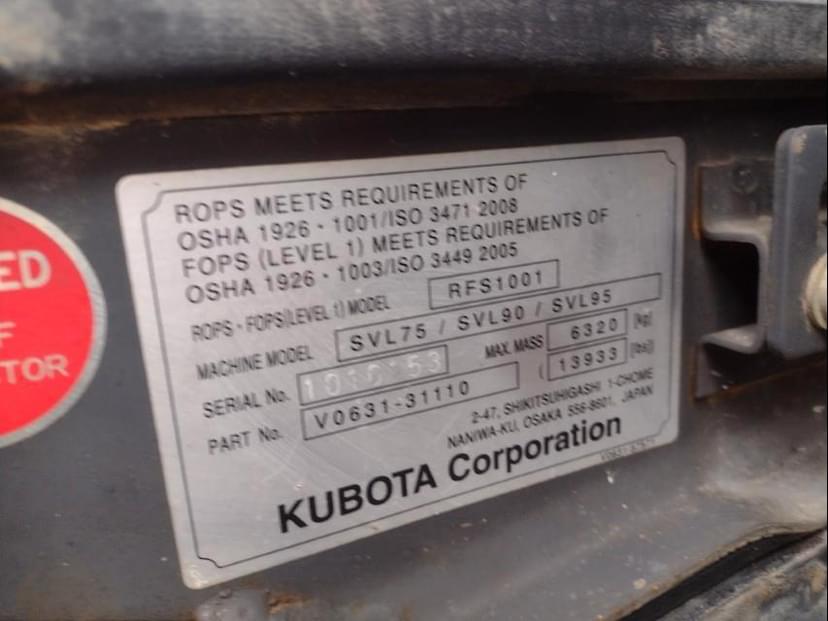 ED
F
TOR
ROPS MEETS REQUIREMENTS OF
OSHA 1926・1001/ISO 3471 2008
FOPS (LEVEL 1) MEETS REQUIREMENTS OF
OSHA 1926・1003/ISO 3449 2005
ROPS・FOPS(LEVEL 1) MODEL RFS1001
MACHINE MODEL SVL75 / SVL90 / SVL95
SERIAL No. MAX. MASS 6320 [kg]
PART No. V0631-31110 (13933 [lbs])
2-47, SHIKITSUHIGASHI 1-CHOME
NANIWA-KU, OSAKA 556-8601, JAPAN
KUBOTA Corporation